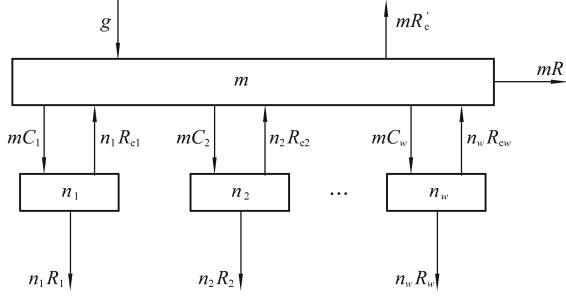 g
mR'e
m
mR
mC1 n1Re1 mC2 n2Re2 mCw nwRew
n1 n2 ... nw
n1R1 n2R2 nwRw